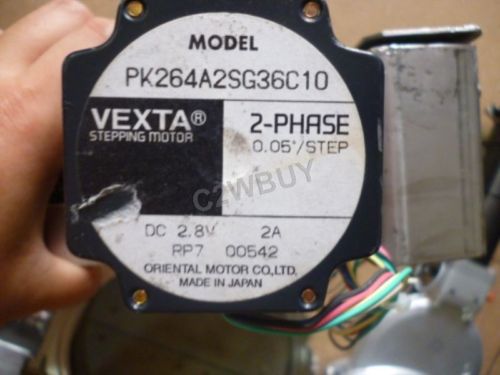 MODEL
PK264A2SG36C10
VEXTA®
STEPPING MOTOR
2-PHASE
0.05°/STEP
C2WBUY
DC 2.8V 2A
RP7 00542
ORIENTAL MOTOR CO.,LTD.
MADE IN JAPAN